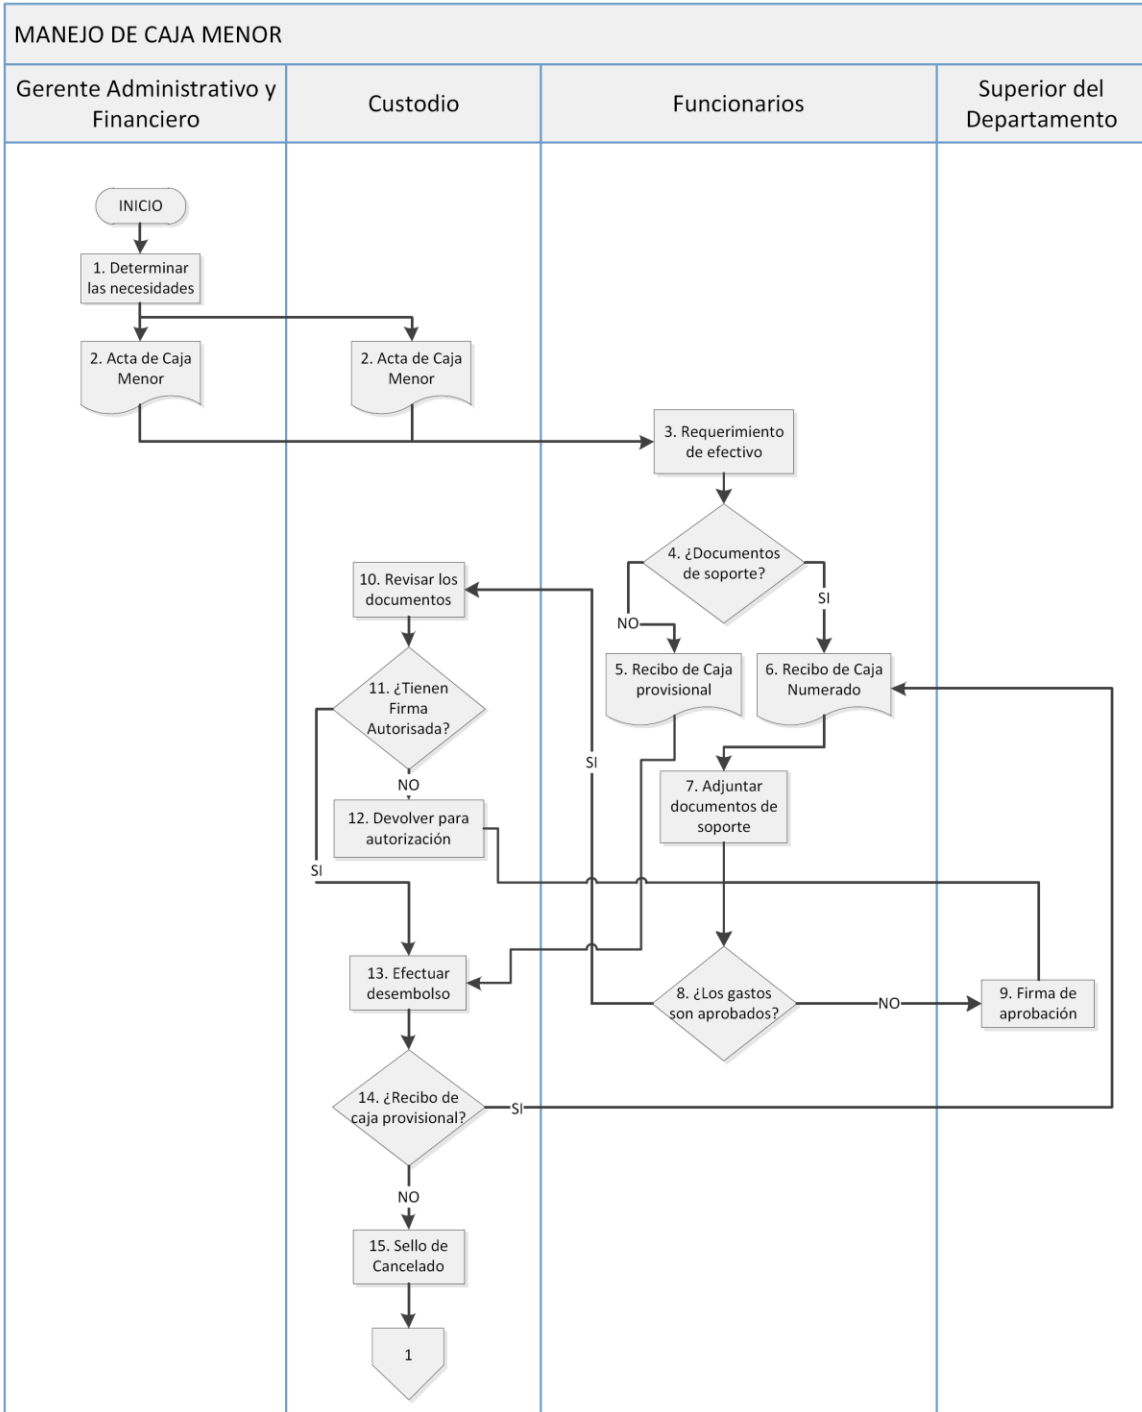 MANEJO DE CAJA MENOR
Gerente Administrativo y
Financiero
Custodio
Funcionarios
Superior del
Departamento
INICIO
1. Determinar
las necesidades
2. Acta de Caja
Menor
2. Acta de Caja
Menor
3. Requerimiento
de efectivo
4. ¿Documentos
de soporte?
NO
SI
5. Recibo de Caja
provisional
6. Recibo de Caja
Numerado
7. Adjuntar
documentos de
soporte
8. ¿Los gastos
son aprobados?
SI
NO
9. Firma de
aprobación
10. Revisar los
documentos
11. ¿Tienen
Firma
Autorisada?
NO
SI
12. Devolver para
autorización
13. Efectuar
desembolso
14. ¿Recibo de
caja provisional?
SI
NO
15. Sello de
Cancelado
1